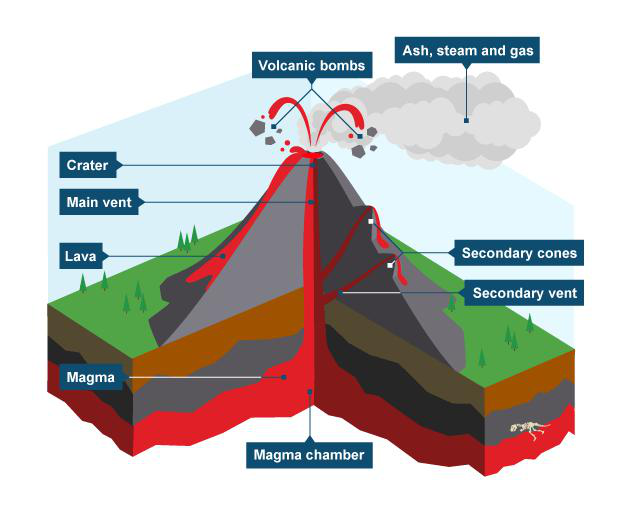 Ash, steam and gas
Volcanic bombs
Crater
Main vent
Lava
Secondary cones
Secondary vent
Magma
Magma chamber